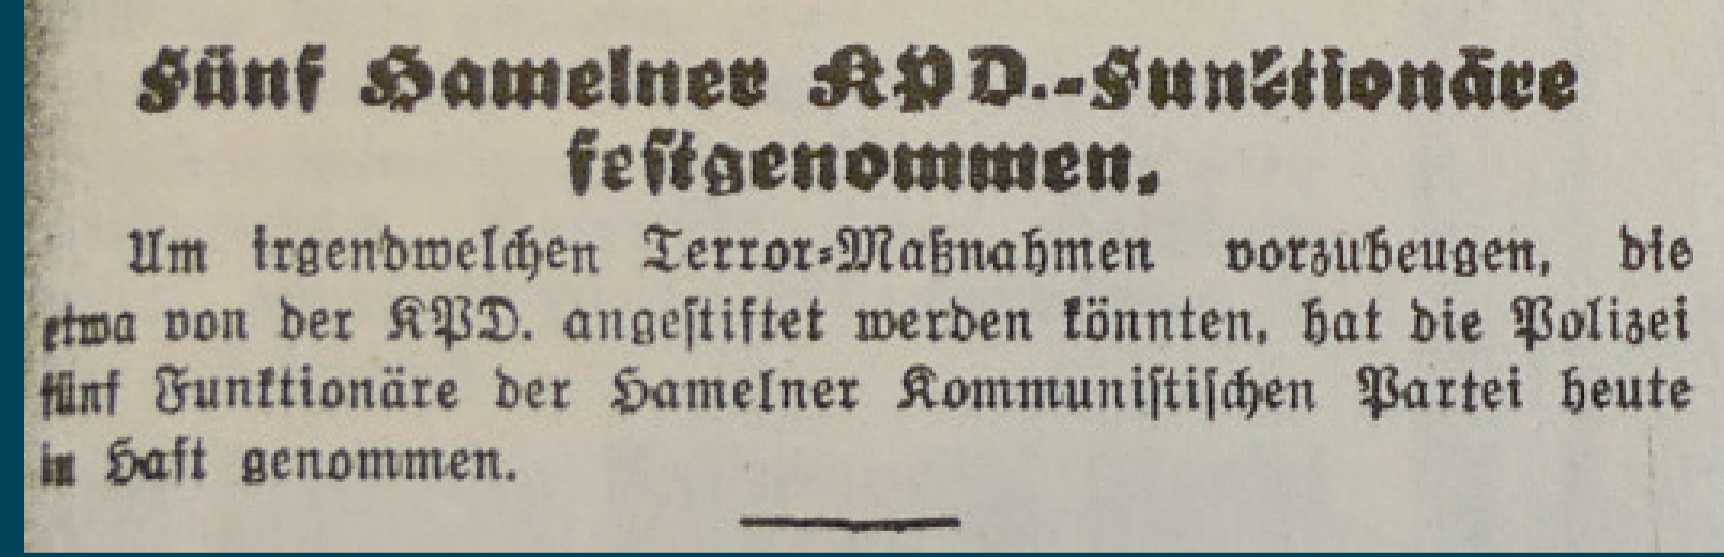 Fünf Hamelner KPD.-Funktionäre
festgenommen.
Um irgendwelchen Terror-Maßnahmen vorzubeugen, die
etwa von der KPD. angestiftet werden könnten, hat die Polizei
fünf Funktionäre der Hamelner Kommunistischen Partei heute
in Haft genommen.